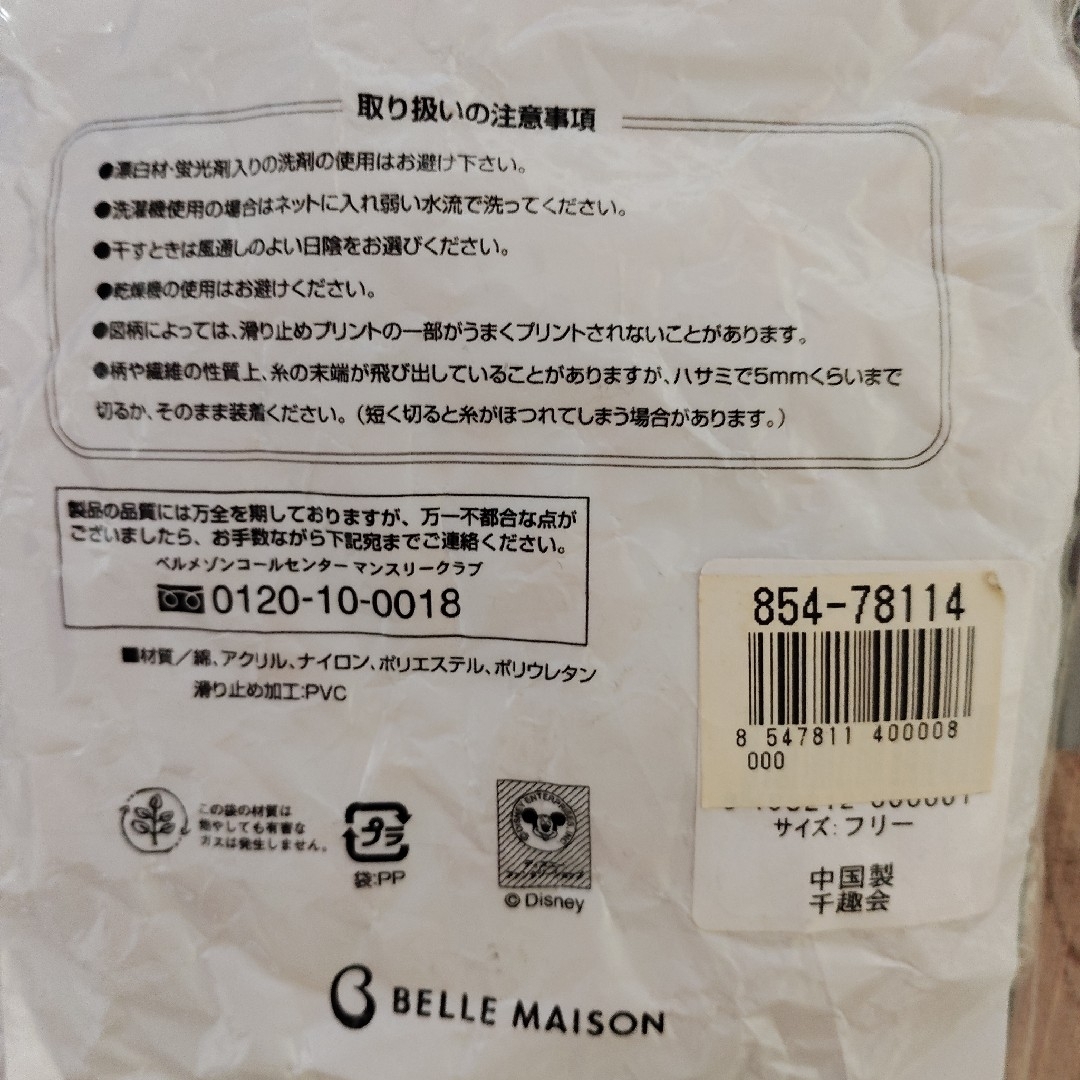 取り扱いの注意事項
●漂白材・蛍光剤入りの洗剤の使用はお避け下さい。
●洗濯機使用の場合はネットに入れ弱い水流で洗ってください。
●干すときは風通しのよい日陰をお選びください。
●乾燥機の使用はお避けください。
●図柄によっては、滑り止めプリントの一部がうまくプリントされないことがあります。
●柄や繊維の性質上、糸の末端が飛び出していることがありますが、ハサミで5mmくらいまで
切るか、そのまま装着ください。（短く切ると糸がほつれてしまう場合があります。）
製品の品質には万全を期しておりますが、万一不都合な点が
ございましたら、お手数ながら下記宛までご連絡ください。
ベルメゾンコールセンター マンスリークラブ
0120-10-0018
■材質／綿、アクリル、ナイロン、ポリエステル、ポリウレタン
滑り止め加工:PVC
854-78114
8 547811 400008
000
サイズ:フリー
中国製
千趣会
この袋の材質は
燃やしても有害な
ガスは発生しません。
プラ
袋:PP
ディズニー
© Disney
BELLE MAISON